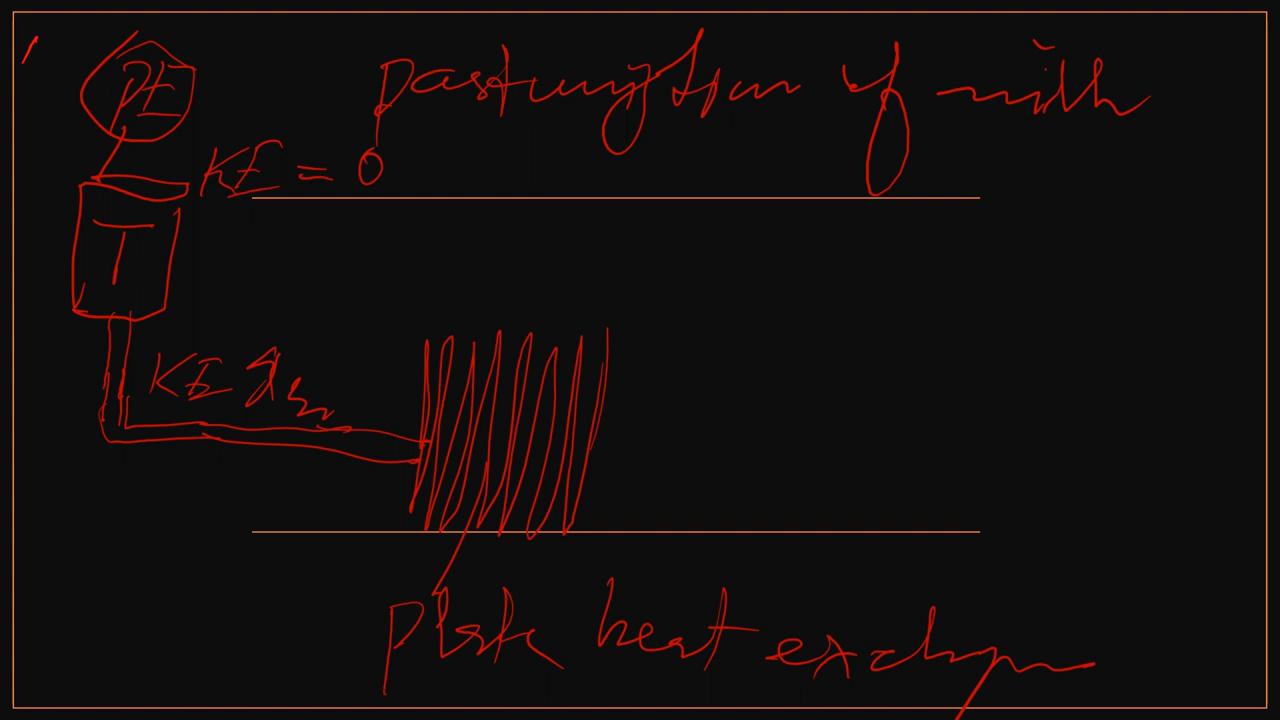 PE
pasteurization of milk
KE = 0
T
KE
Plate heat exchanger